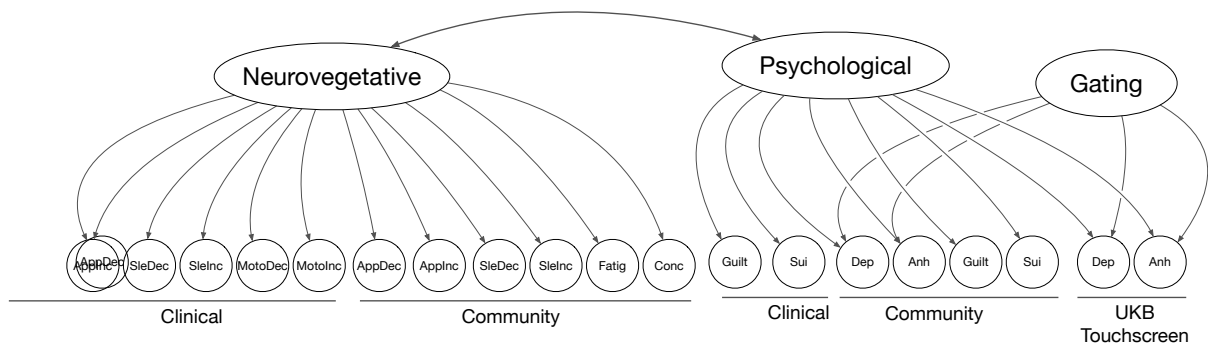 Neurovegetative
Psychological
Gating
AppInc
AppDec
SleDec
SleInc
MotoDec
MotoInc
AppDec
AppInc
SleDec
SleInc
Fatig
Conc
Guilt
Sui
Dep
Anh
Guilt
Sui
Dep
Anh
Clinical
Community
Clinical
Community
UKB
Touchscreen